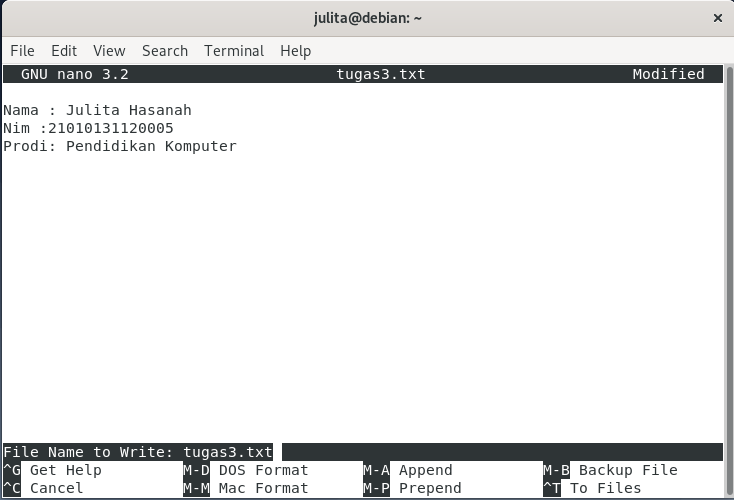 julita@debian: ~ ×
File Edit View Search Terminal Help
GNU nano 3.2 tugas3.txt Modified
Nama : Julita Hasanah
Nim :21010131120005
Prodi: Pendidikan Komputer
File Name to Write: tugas3.txt
^G Get Help M-D DOS Format M-A Append M-B Backup File
^C Cancel M-M Mac Format M-P Prepend ^T To Files